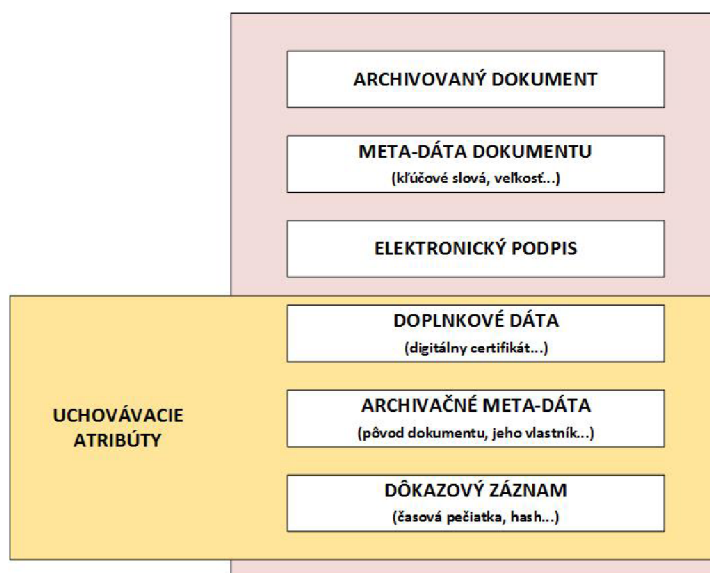 ARCHIVOVANÝ DOKUMENT
META-DÁTA DOKUMENTU
(kľúčové slová, veľkosť...)
ELEKTRONICKÝ PODPIS
DOPLNKOVÉ DÁTA
(digitálny certifikát...)
UCHOVÁVACIE
ATRIBÚTY
ARCHIVAČNÉ META-DÁTA
(pôvod dokumentu, jeho vlastník...)
DÔKAZOVÝ ZÁZNAM
(časová pečiatka, hash...)